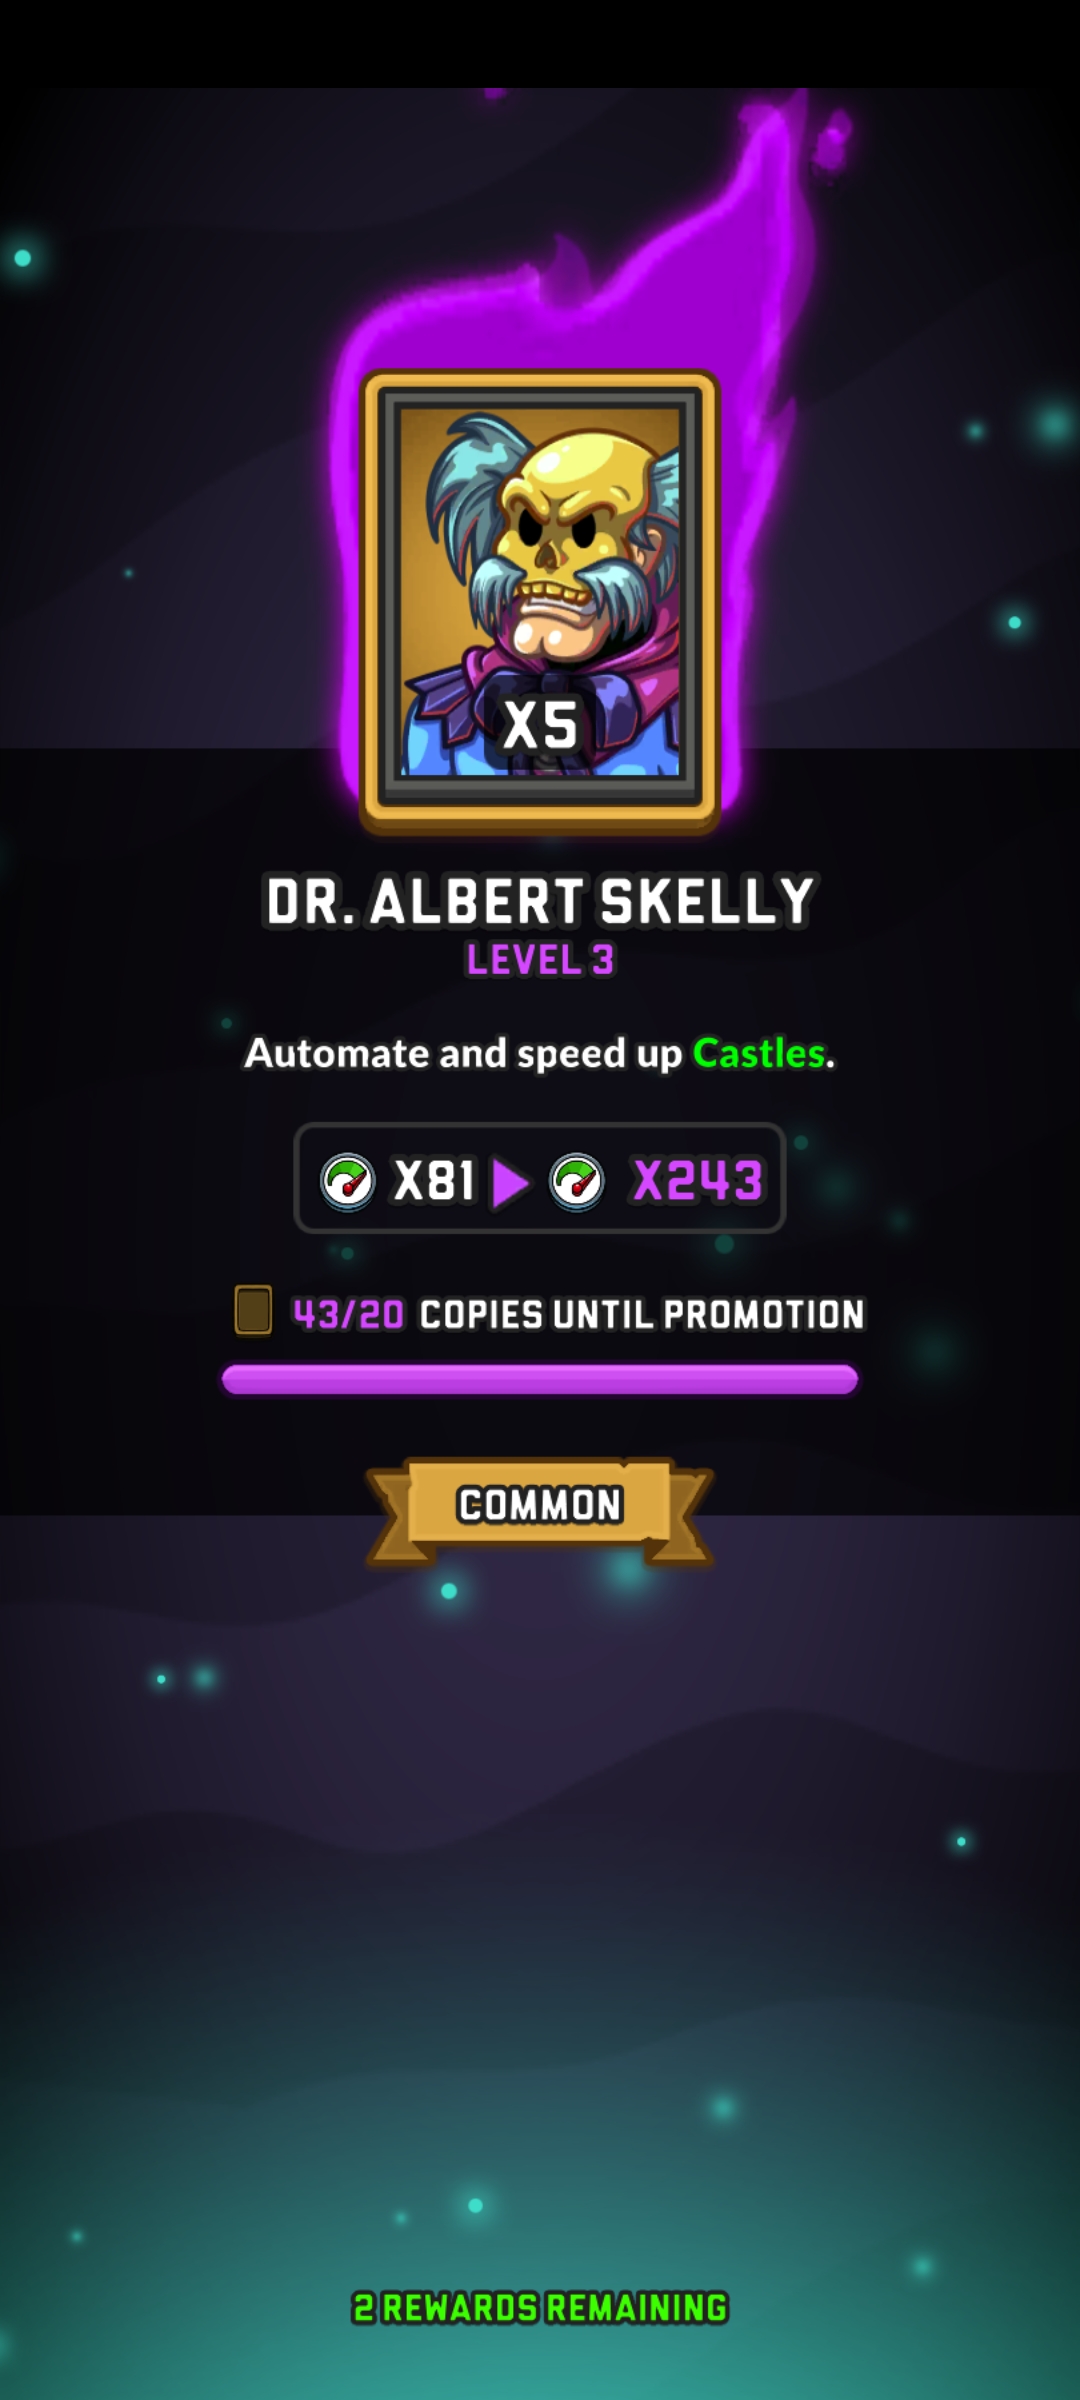 X5
DR. ALBERT SKELLY
LEVEL 3
Automate and speed up Castles.
X81 X243
43/20 COPIES UNTIL PROMOTION
COMMON
2 REWARDS REMAINING